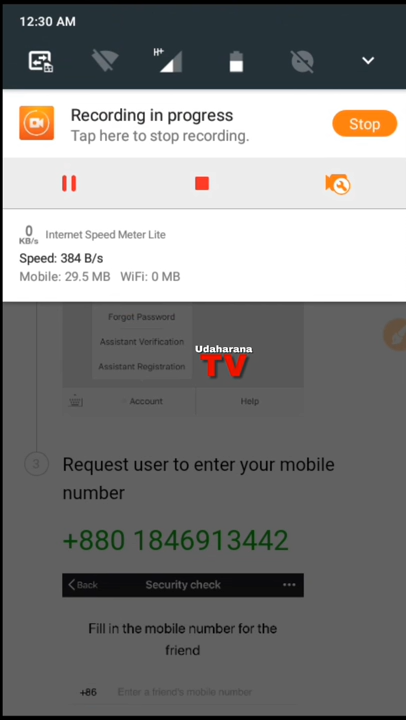 12:30 AM
H+
Recording in progress
Stop
Tap here to stop recording.
0
KB/s
Internet Speed Meter Lite
Speed: 384 B/s
Mobile: 29.5 MB WiFi: 0 MB
Forgot Password
Assistant Verification
Assistant Registration
Udaharana
TV
Account
Help
3
Request user to enter your mobile
number
+880 1846913442
Back
Security check
Fill in the mobile number for the
friend
+86
Enter a friend's mobile number